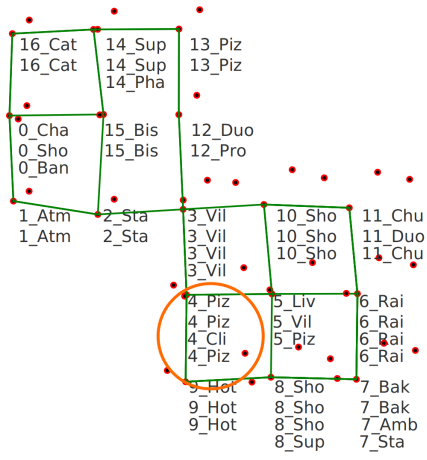 16_Cat 14_Sup 13_Piz
16_Cat 14_Sup 13_Piz
14_Pha
0_Cha 15_Bis 12_Duo
0_Sho 15_Bis 12_Pro
0_Ban
1_Atm 2_Sta 3_Vil 10_Sho 11_Chu
1_Atm 2_Sta 3_Vil 10_Sho 11_Duo
3_Vil 10_Sho 11_Chu
3_Vil
4_Piz 5_Liv 6_Rai
4_Piz 5_Vil 6_Rai
4_Cli 5_Piz 6_Rai
4_Piz 6_Rai
9_Hot 8_Sho 7_Bak
9_Hot 8_Sho 7_Bak
9_Hot 8_Sho 7_Amb
8_Sup 7_Sta